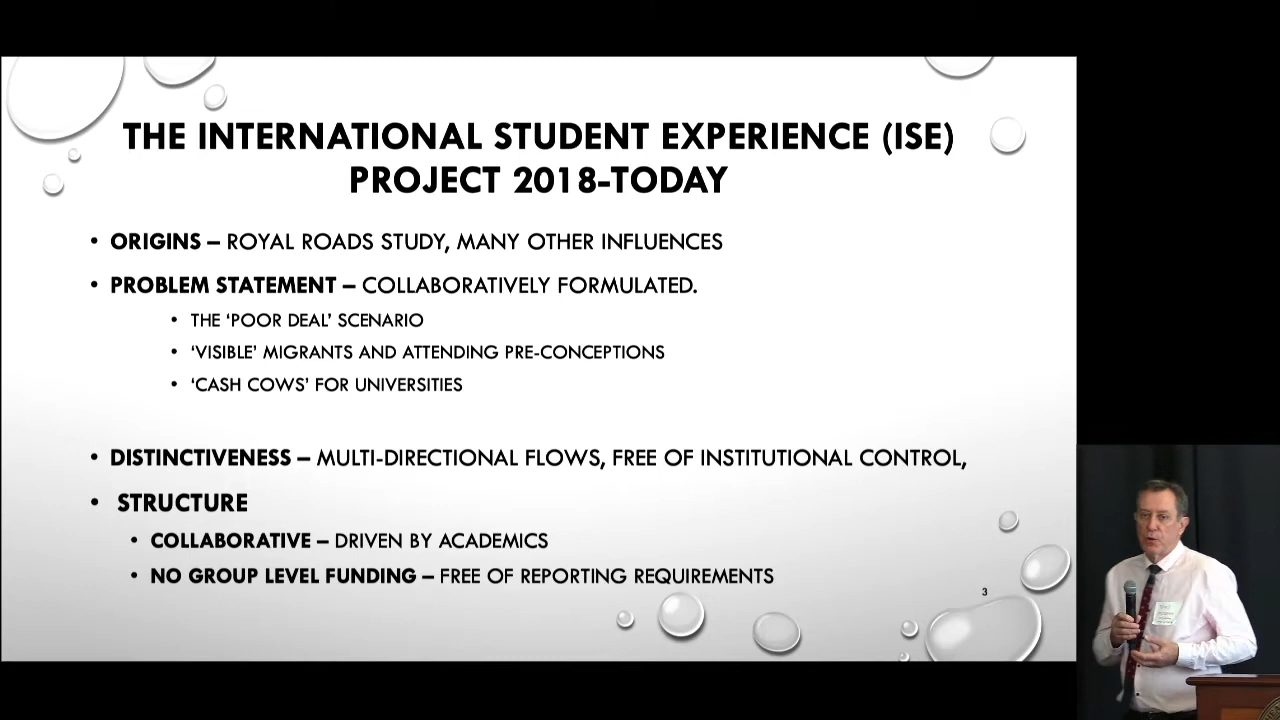 THE INTERNATIONAL STUDENT EXPERIENCE (ISE)
PROJECT 2018-TODAY
• ORIGINS – ROYAL ROADS STUDY, MANY OTHER INFLUENCES
• PROBLEM STATEMENT – COLLABORATIVELY FORMULATED.
• THE ‘POOR DEAL’ SCENARIO
• ‘VISIBLE’ MIGRANTS AND ATTENDING PRE-CONCEPTIONS
• ‘CASH COWS’ FOR UNIVERSITIES
• DISTINCTIVENESS – MULTI-DIRECTIONAL FLOWS, FREE OF INSTITUTIONAL CONTROL,
• STRUCTURE
• COLLABORATIVE – DRIVEN BY ACADEMICS
• NO GROUP LEVEL FUNDING – FREE OF REPORTING REQUIREMENTS
3